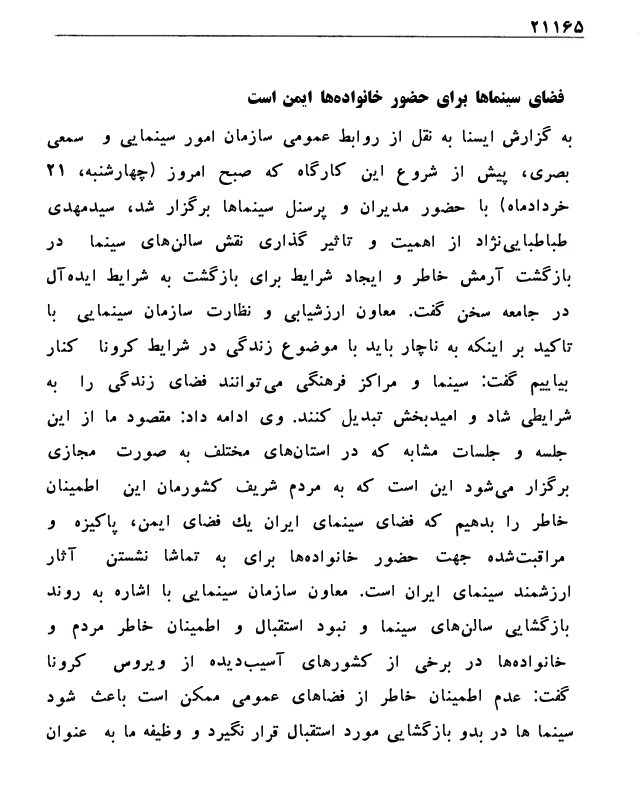 ۲۱۱۶۵
فضای سینماها برای حضور خانواده‌ها ایمن است
به گزارش ایسنا به نقل از روابط عمومی سازمان امور سینمایی و سمعی
بصری، پیش از شروع این کارگاه که صبح امروز (چهارشنبه، ۲۱
خردادماه) با حضور مدیران و پرسنل سینماها برگزار شد، سیدمهدی
طباطبایی‌نژاد از اهمیت و تاثیر گذاری نقش سالن‌های سینما در
بازگشت آرمش خاطر و ایجاد شرایط برای بازگشت به شرایط ایده‌آل
در جامعه سخن گفت. معاون ارزشیابی و نظارت سازمان سینمایی با
تاکید بر اینکه به ناچار باید با موضوع زندگی در شرایط کرونا کنار
بیاییم گفت: سینما و مراکز فرهنگی می‌توانند فضای زندگی را به
شرایطی شاد و امیدبخش تبدیل کنند. وی ادامه داد: مقصود ما از این
جلسه و جلسات مشابه که در استان‌های مختلف به صورت مجازی
برگزار می‌شود این است که به مردم شریف کشورمان این اطمینان
خاطر را بدهیم که فضای سینمای ایران یك فضای ایمن، پاکیزه و
مراقبت‌شده جهت حضور خانواده‌ها برای به تماشا نشستن آثار
ارزشمند سینمای ایران است. معاون سازمان سینمایی با اشاره به روند
بازگشایی سالن‌های سینما و نبود استقبال و اطمینان خاطر مردم و
خانواده‌ها در برخی از کشورهای آسیب‌دیده از ویروس کرونا
گفت: عدم اطمینان خاطر از فضاهای عمومی ممکن است باعث شود
سینما ها در بدو بازگشایی مورد استقبال قرار نگیرد و وظیفه ما به عنوان